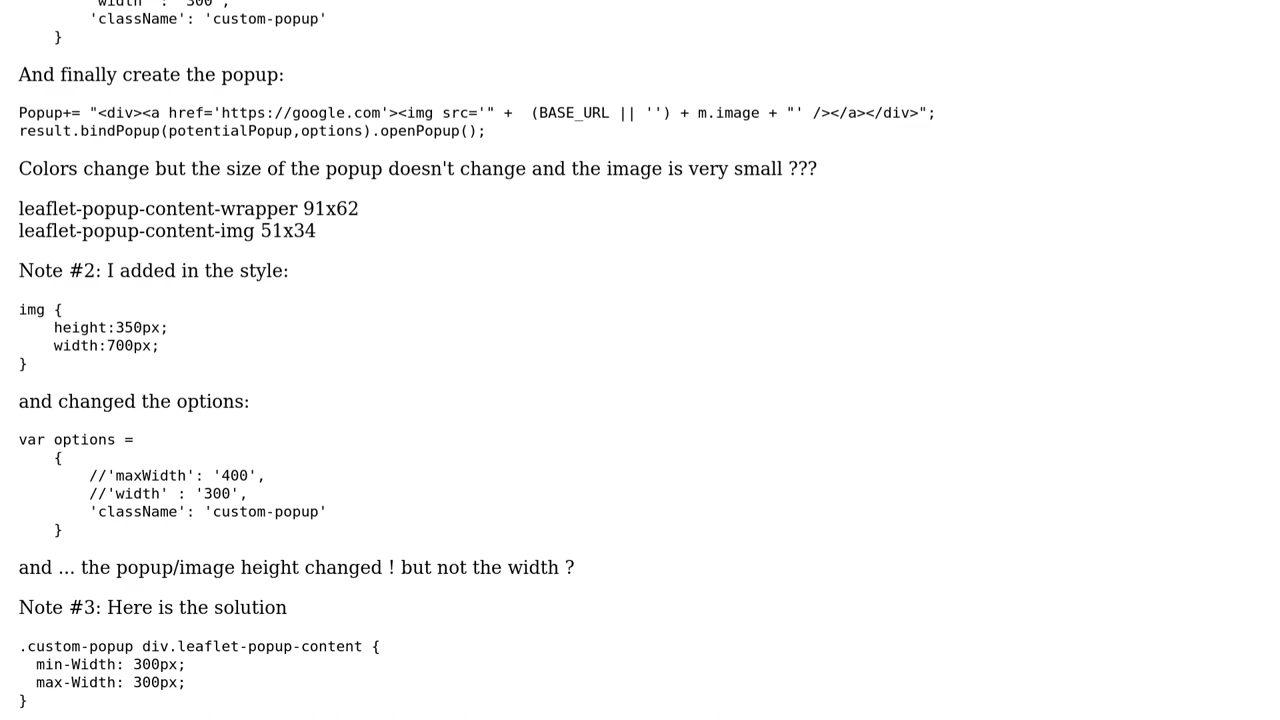 'width' : '300',
'className': 'custom-popup'
}
And finally create the popup:
Popup+= "<div><a href='https://google.com'><img src='" +  (BASE_URL || '') + m.image + "' /></a></div>";
result.bindPopup(potentialPopup,options).openPopup();
Colors change but the size of the popup doesn't change and the image is very small ???
leaflet-popup-content-wrapper 91x62
leaflet-popup-content-img 51x34
Note #2: I added in the style:
img {
height:350px;
width:700px;
}
and changed the options:
var options =
{
//'maxWidth': '400',
//'width' : '300',
'className': 'custom-popup'
}
and ... the popup/image height changed ! but not the width ?
Note #3: Here is the solution
.custom-popup div.leaflet-popup-content {
min-Width: 300px;
max-Width: 300px;
}